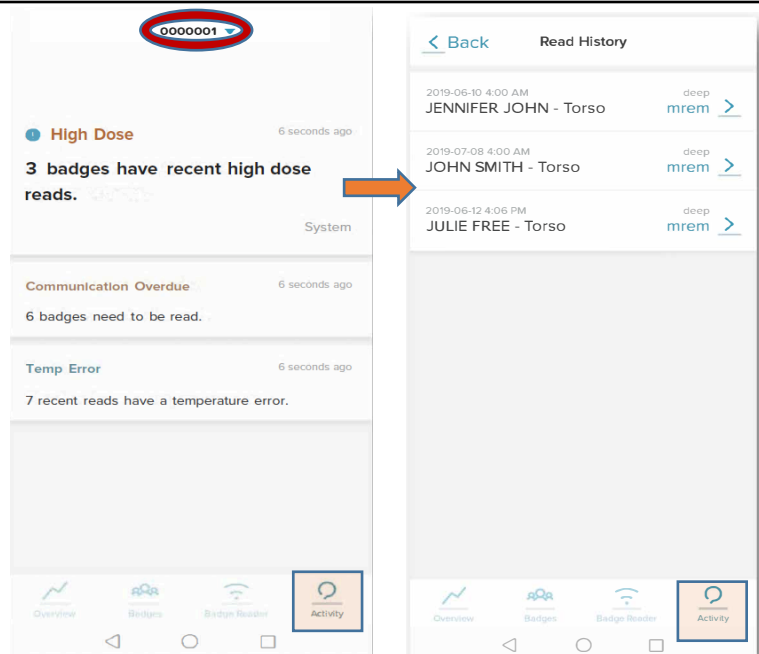 0000001
High Dose
6 seconds ago
3 badges have recent high dose
reads.
System
Communication Overdue
6 seconds ago
6 badges need to be read.
Temp Error
6 seconds ago
7 recent reads have a temperature error.
Overview
Badges
Badge Reader
Activity
Back
Read History
2019-06-10 4:00 AM
deep
JENNIFER JOHN - Torso
mrem
2019-07-08 4:00 AM
deep
JOHN SMITH - Torso
mrem
2019-06-12 4:06 PM
deep
JULIE FREE - Torso
mrem
Overview
Badges
Badge Reader
Activity